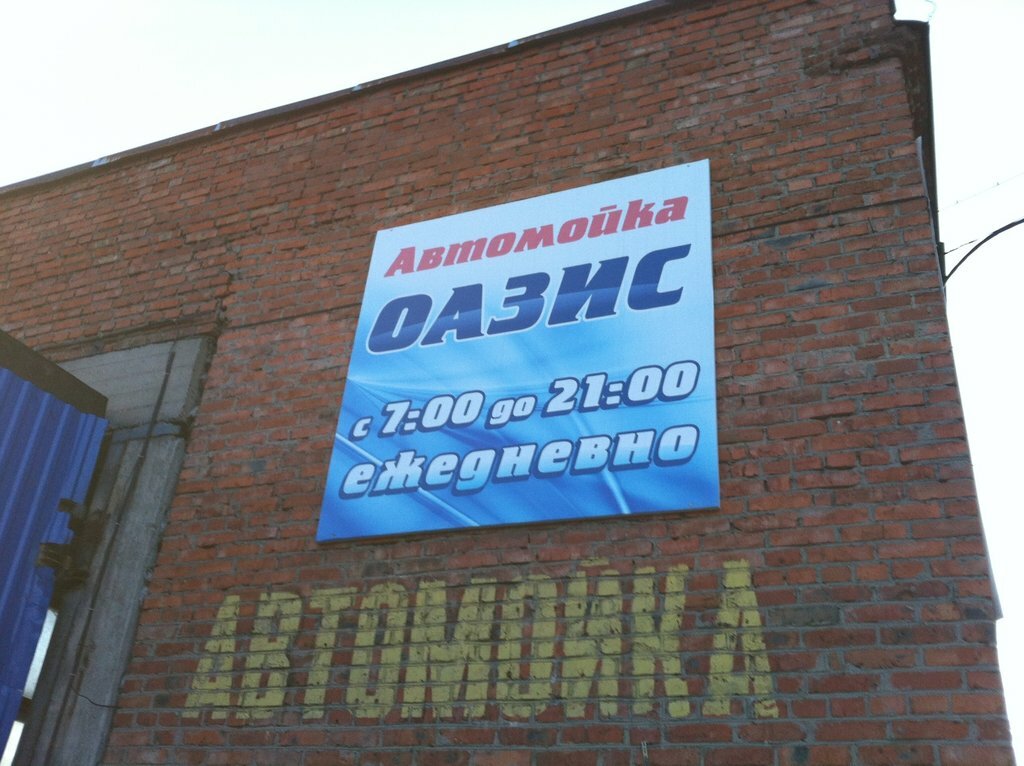 Автомойка
ОАЗИС
с 7:00 до 21:00
ежедневно
АВТОМОЙКА